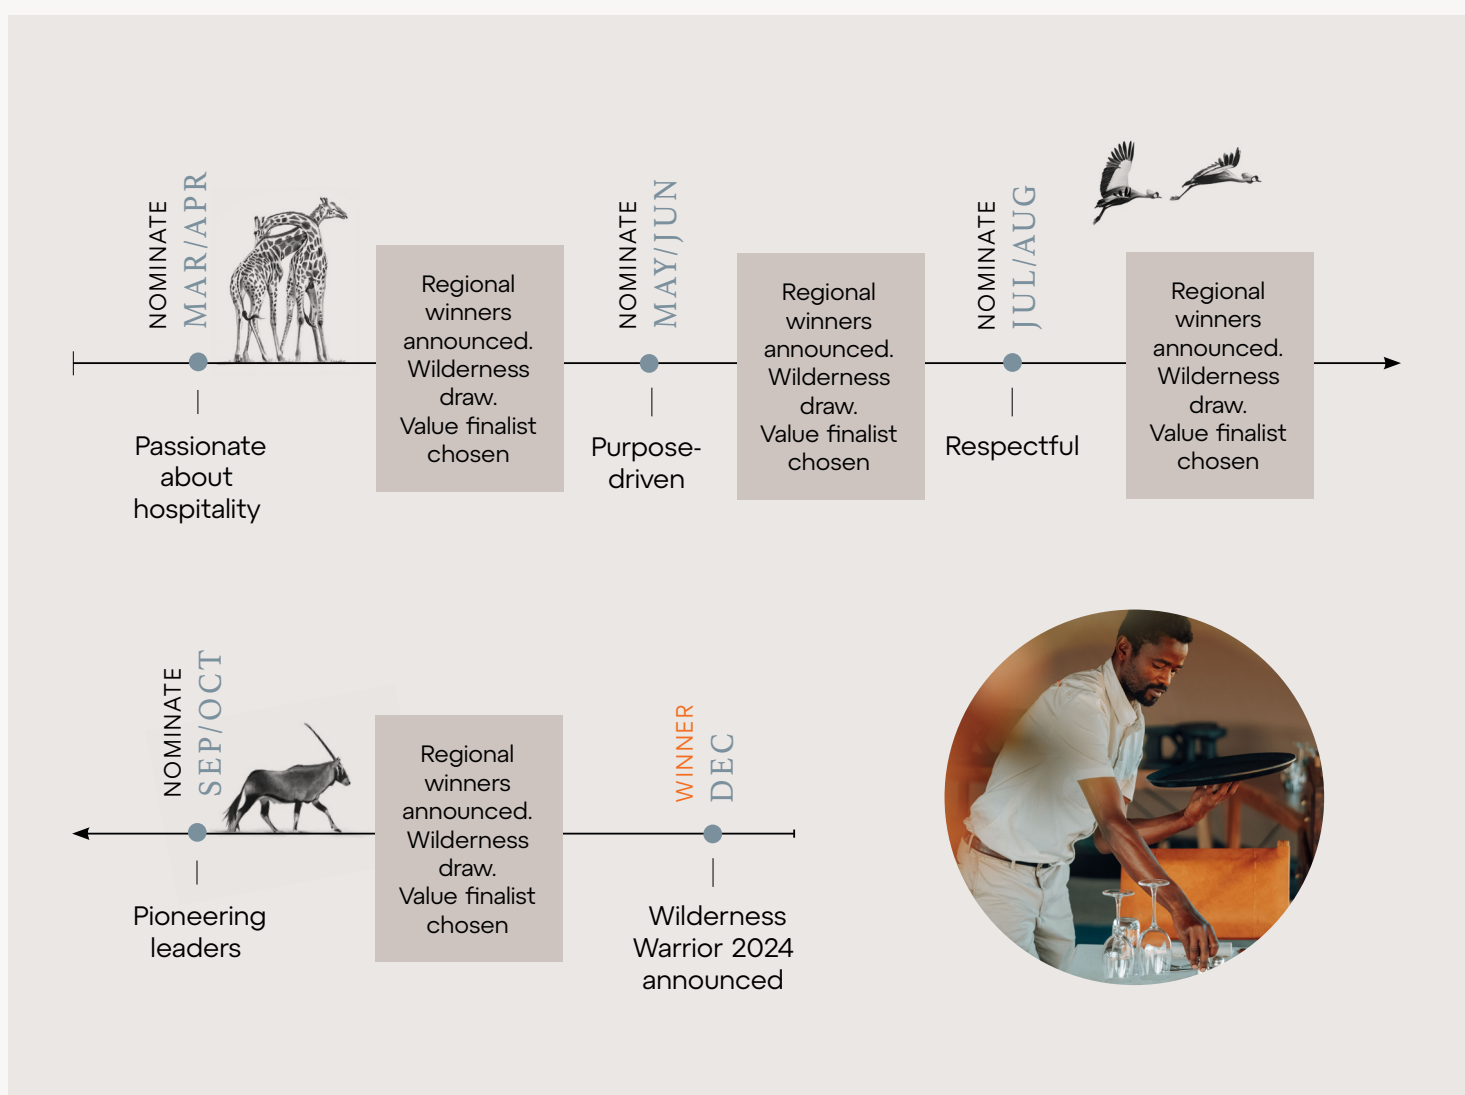 NOMINATE
MAR/APR
Passionate
about
hospitality
Regional
winners
announced.
Wilderness
draw.
Value finalist
chosen
NOMINATE
MAY/JUN
Purpose-
driven
Regional
winners
announced.
Wilderness
draw.
Value finalist
chosen
NOMINATE
JUL/AUG
Respectful
Regional
winners
announced.
Wilderness
draw.
Value finalist
chosen
NOMINATE
SEP/OCT
Pioneering
leaders
Regional
winners
announced.
Wilderness
draw.
Value finalist
chosen
WINNER
DEC
Wilderness
Warrior 2024
announced